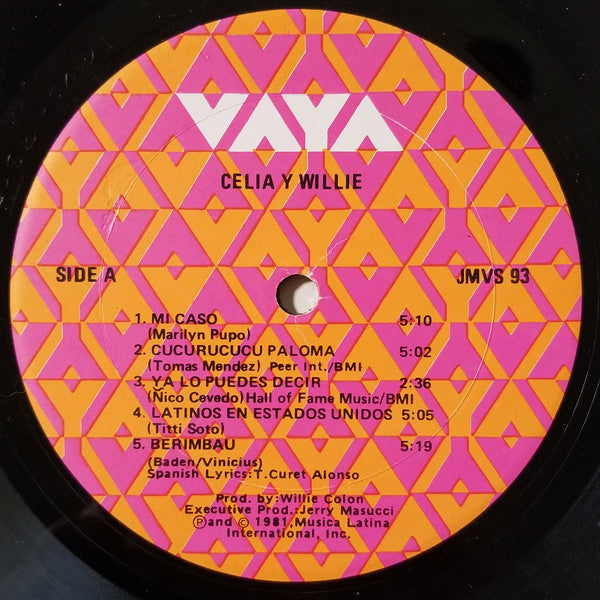 VAYA
CELIA Y WILLIE
SIDE A
JMVS 93
1. MI CASO 5:10
(Marilyn Pupo)
2. CUCURUCUCU PALOMA 5:02
(Tomas Mendez) Peer Int./BMI
3. YA LO PUEDES DECIR 2:36
(Ñico Cevedo) Hall of Fame Music/BMI
4. LATINOS EN ESTADOS UNIDOS 5:05
(Titti Soto)
5. BERIMBAU 5:19
(Baden/Vinicius)
Spanish Lyrics:T.Curet Alonso
Prod. by:Willie Colon
Executive Prod.:Jerry Masucci
Ⓟand © 1981, Musica Latina
International, Inc.